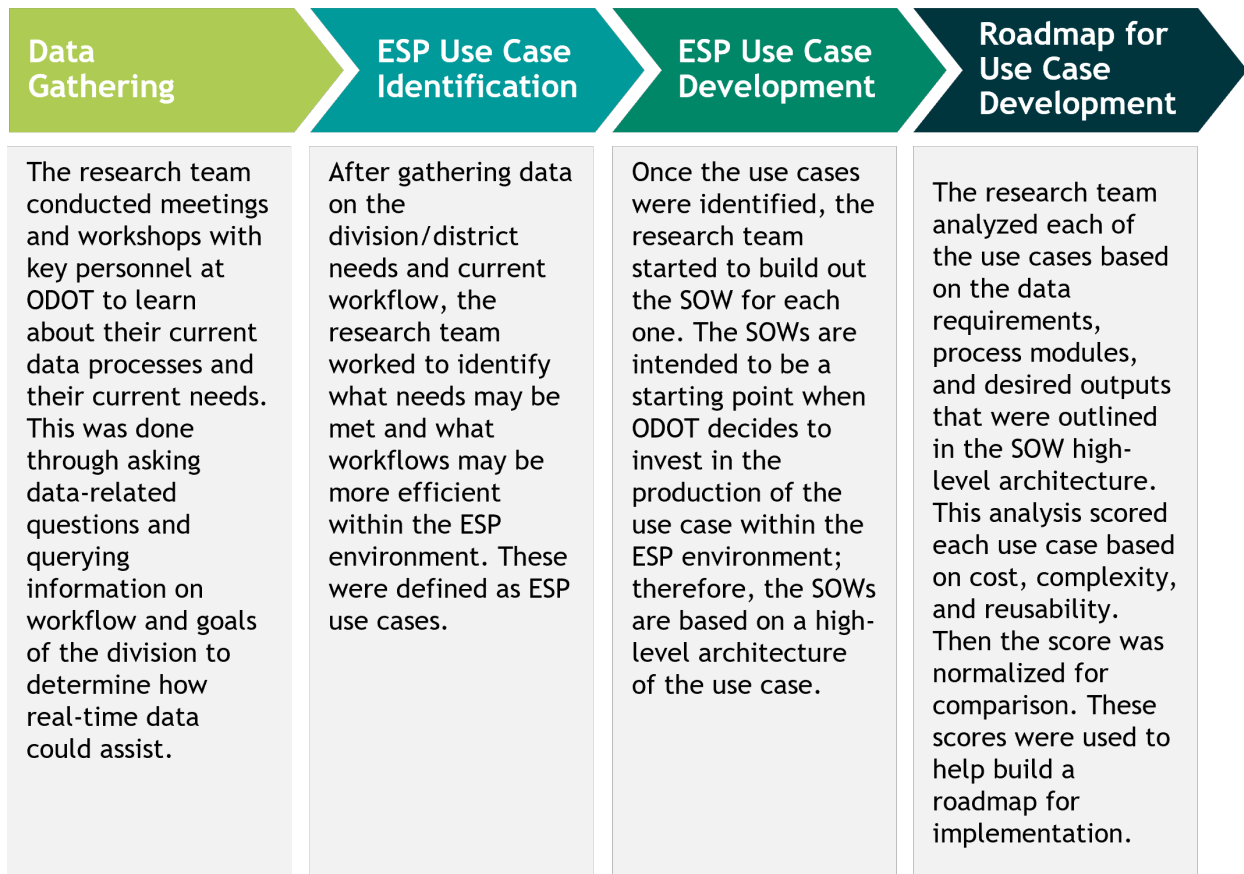 Data
Gathering
ESP Use Case
Identification
ESP Use Case
Development
Roadmap for
Use Case
Development
The research team
conducted meetings
and workshops with
key personnel at
ODOT to learn
about their current
data processes and
their current needs.
This was done
through asking
data-related
questions and
querying
information on
workflow and goals
of the division to
determine how
real-time data
could assist.
After gathering data
on the
division/district
needs and current
workflow, the
research team
worked to identify
what needs may be
met and what
workflows may be
more efficient
within the ESP
environment. These
were defined as ESP
use cases.
Once the use cases
were identified, the
research team
started to build out
the SOW for each
one. The SOWs are
intended to be a
starting point when
ODOT decides to
invest in the
production of the
use case within the
ESP environment;
therefore, the SOWs
are based on a high-
level architecture
of the use case.
The research team
analyzed each of
the use cases based
on the data
requirements,
process modules,
and desired outputs
that were outlined
in the SOW high-
level architecture.
This analysis scored
each use case based
on cost, complexity,
and reusability.
Then the score was
normalized for
comparison. These
scores were used to
help build a
roadmap for
implementation.